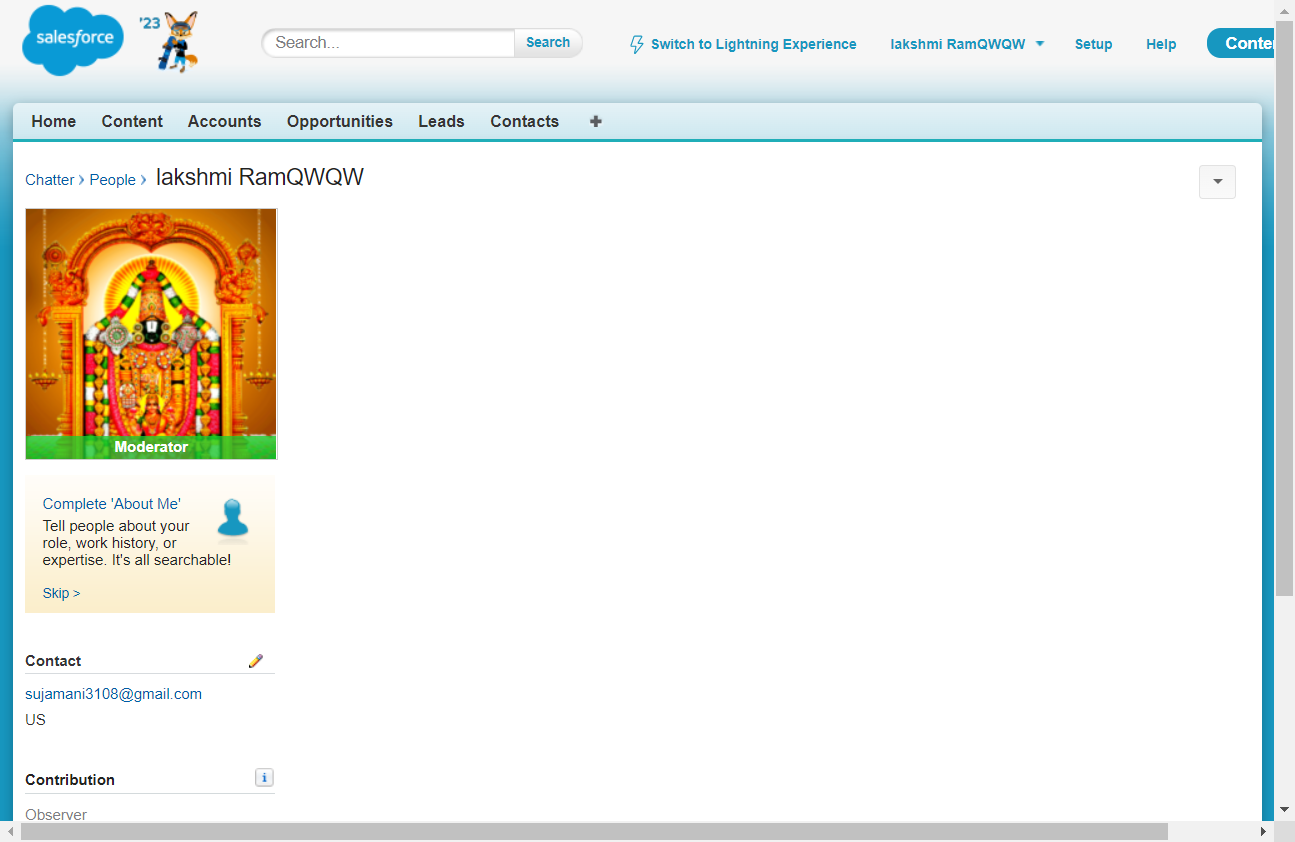 salesforce
'23
Search...
Search
Switch to Lightning Experience
lakshmi RamQWQW
Setup
Help
Conte
Home
Content
Accounts
Opportunities
Leads
Contacts
Chatter › People › lakshmi RamQWQW
Moderator
Complete 'About Me'
Tell people about your
role, work history, or
expertise. It's all searchable!
Skip >
Contact
sujamani3108@gmail.com
US
Contribution
Observer